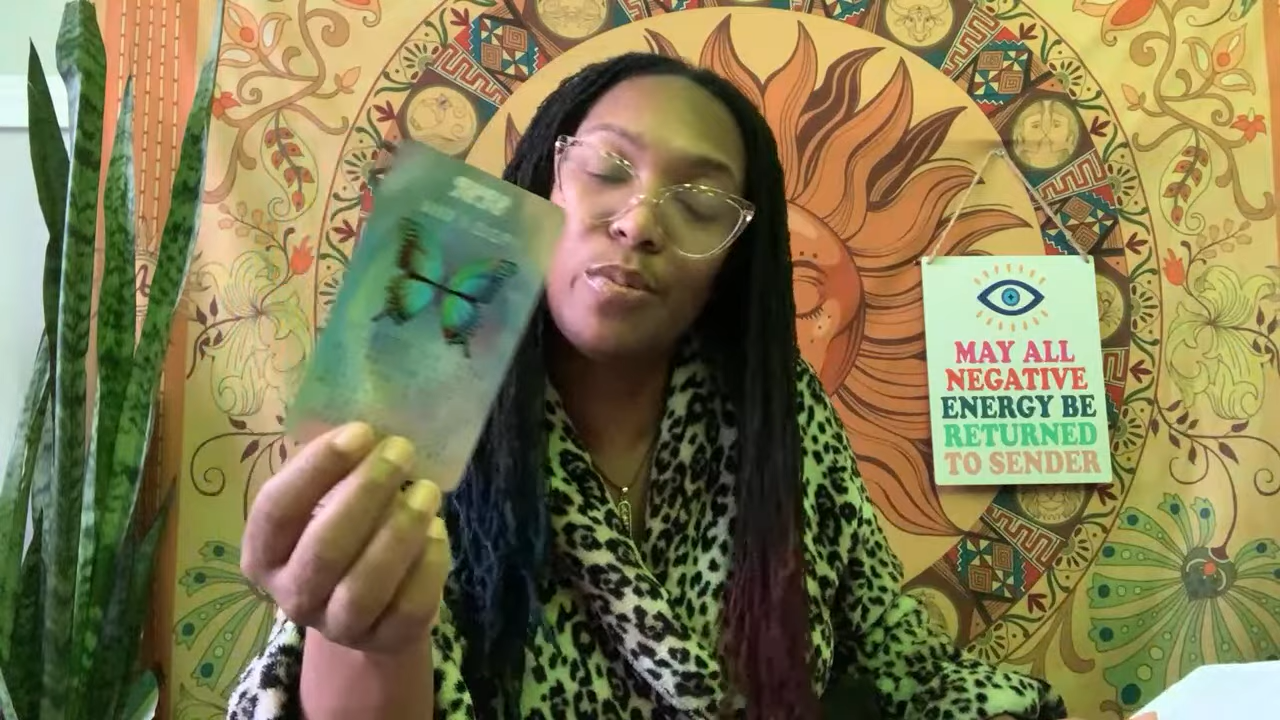 MAY ALL
NEGATIVE
ENERGY BE
RETURNED
TO SENDER